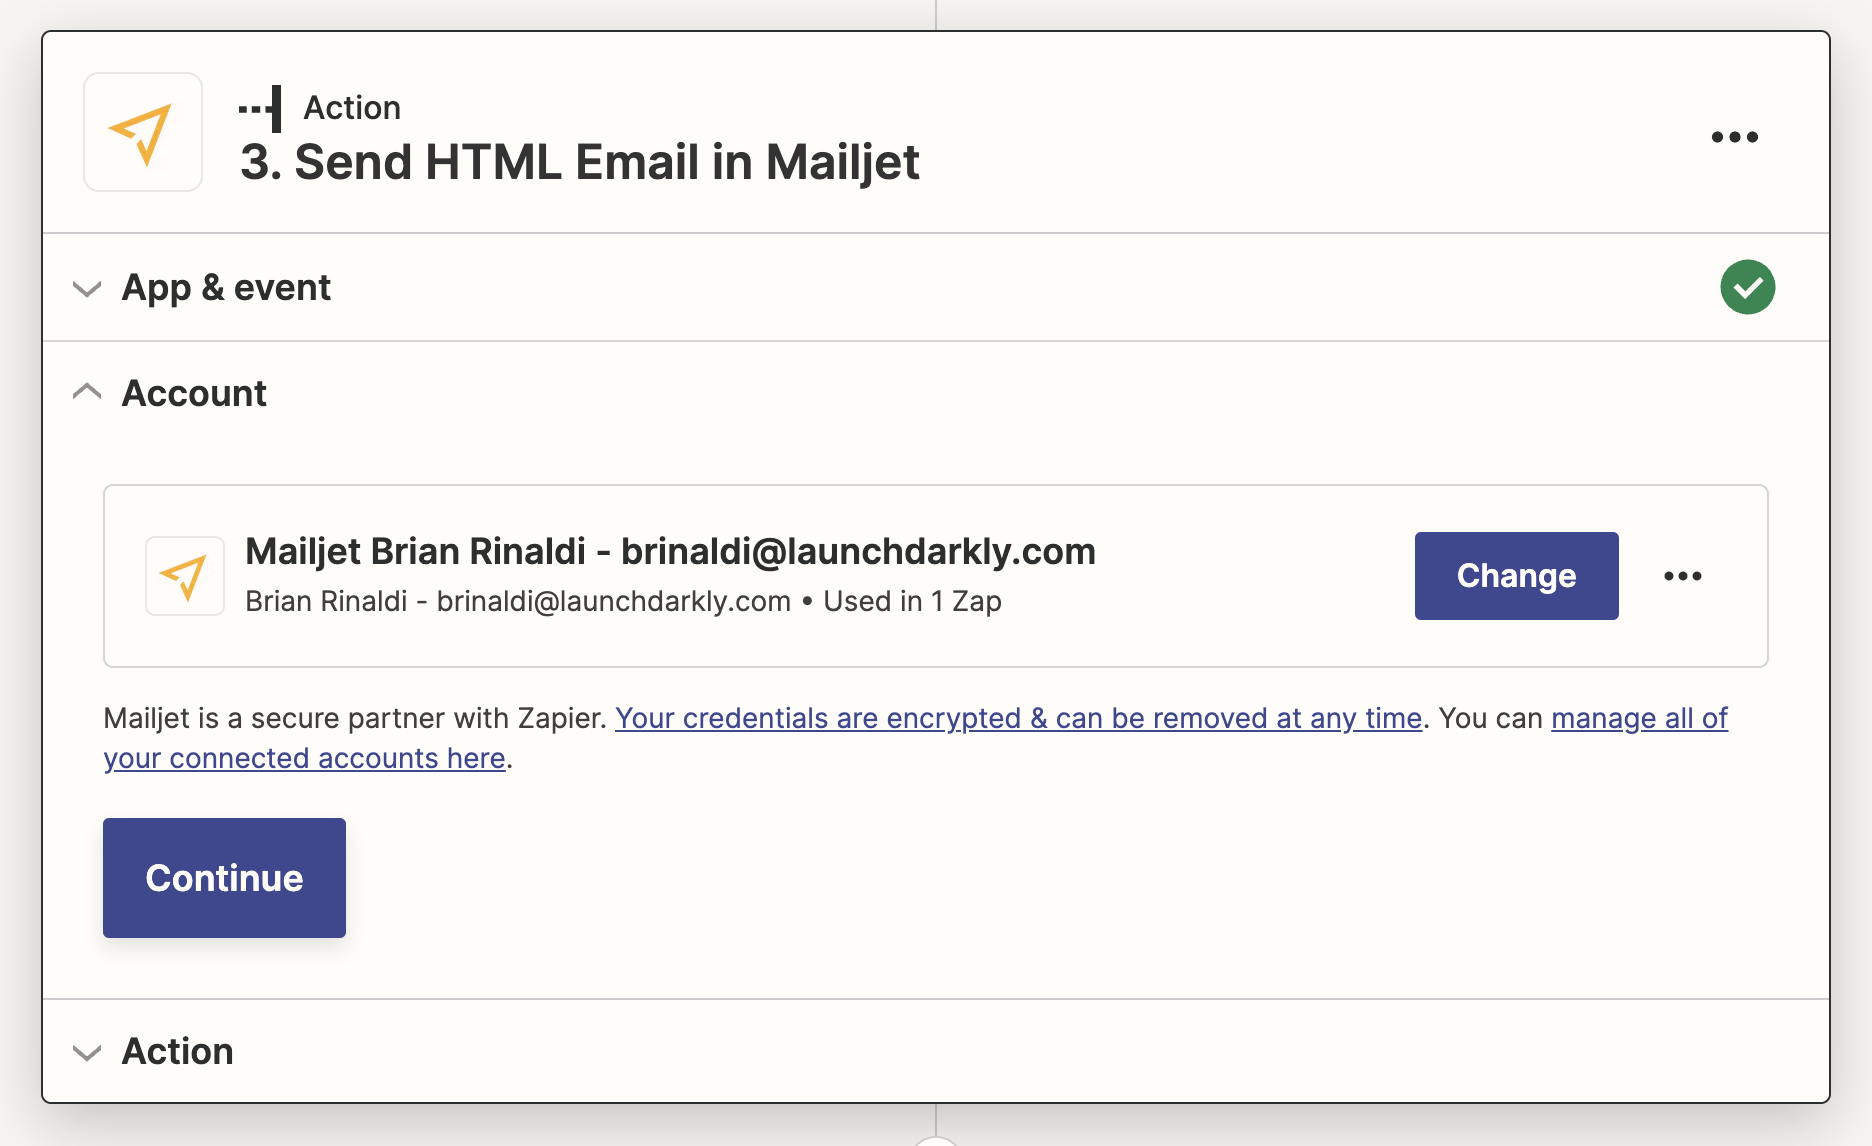 Action
3. Send HTML Email in Mailjet
App & event
Account
Mailjet Brian Rinaldi - brinaldi@launchdarkly.com
Brian Rinaldi - brinaldi@launchdarkly.com • Used in 1 Zap
Change
Mailjet is a secure partner with Zapier. Your credentials are encrypted & can be removed at any time. You can manage all of
your connected accounts here.
Continue
Action